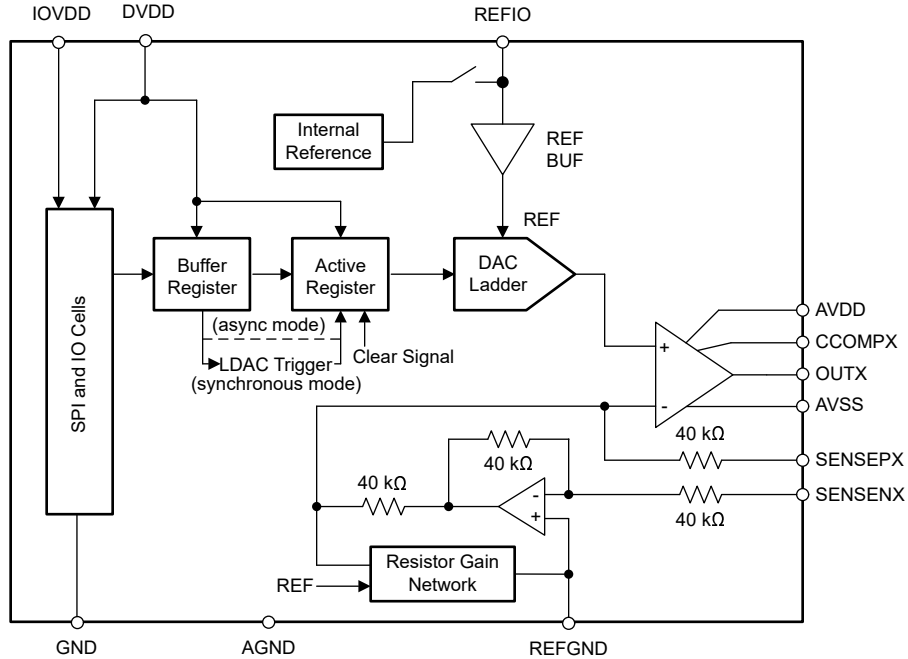 IOVDD
DVDD
REFIO
Internal
Reference
REF
BUF
REF
SPI and IO Cells
Buffer
Register
Active
Register
DAC
Ladder
(async mode)
LDAC Trigger
(synchronous mode)
Clear Signal
+
-
AVDD
CCOMPX
OUTX
AVSS
40 kΩ
SENSEPX
40 kΩ
40 kΩ
-
+
SENSENX
40 kΩ
Resistor Gain
Network
REF
GND
AGND
REFGND